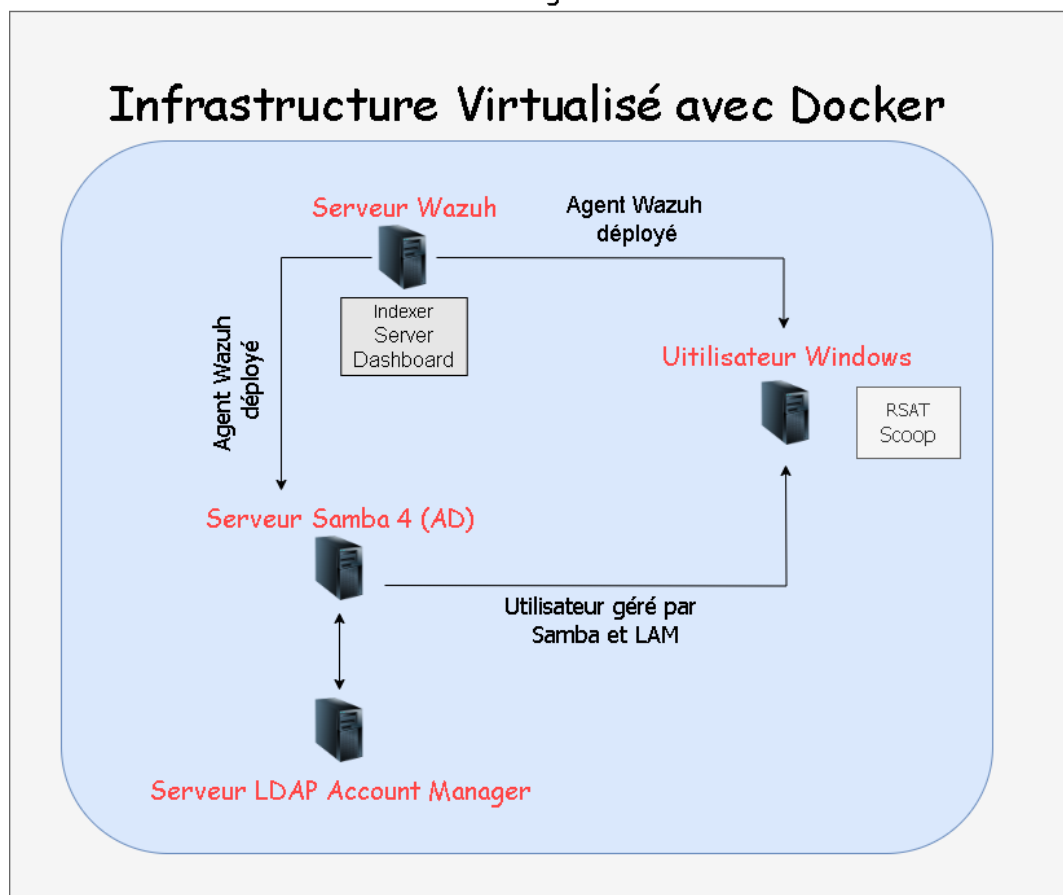 Infrastructure Virtualisé avec Docker
Serveur Wazuh
Agent Wazuh
déployé
Indexer
Server
Dashboard
Agent Wazuh
déployé
Uitilisateur Windows
RSAT
Scoop
Serveur Samba 4 (AD)
Utilisateur géré par
Samba et LAM
Serveur LDAP Account Manager